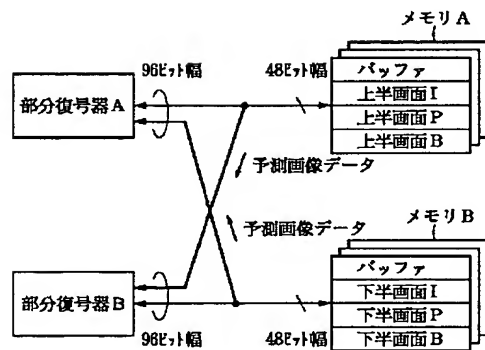 メモリA
96ビット幅
48ビット幅
部分復号器A
バッファ
上半画面I
上半画面P
上半画面B
予測画像データ
予測画像データ
メモリB
部分復号器B
バッファ
下半画面I
下半画面P
下半画面B
96ビット幅
48ビット幅